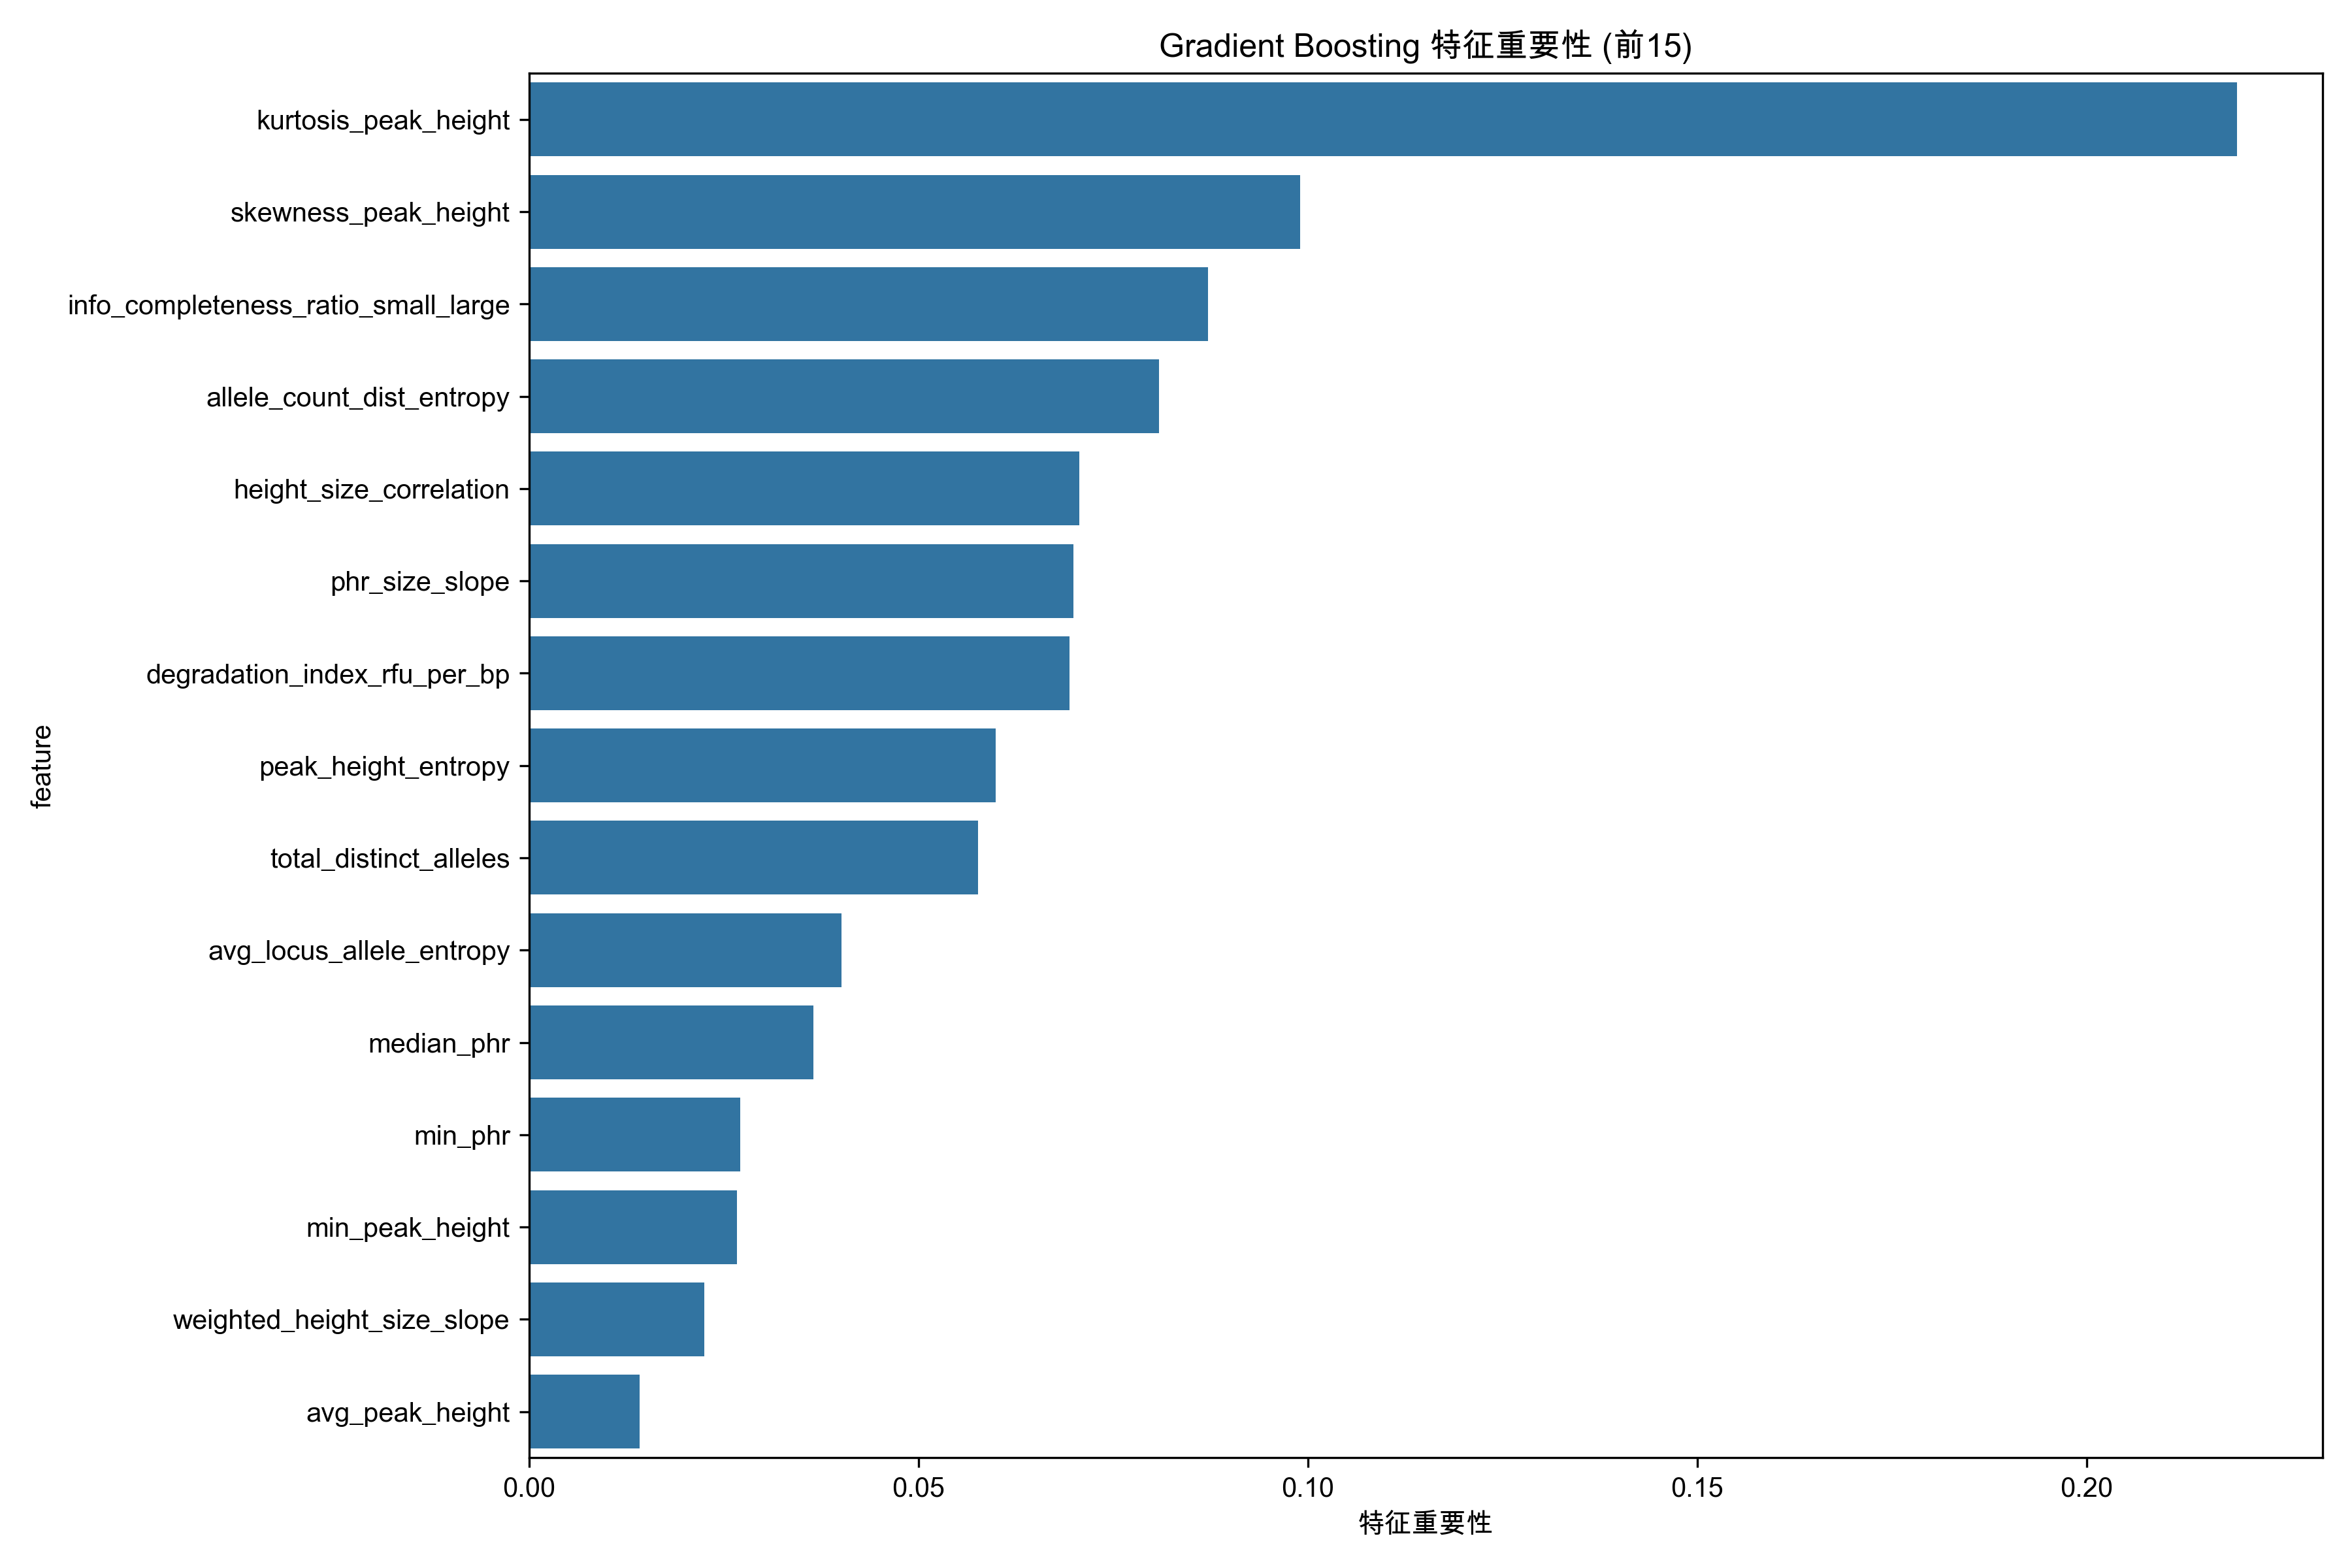 Gradient Boosting 特征重要性 (前15)
kurtosis_peak_height
skewness_peak_height
info_completeness_ratio_small_large
allele_count_dist_entropy
height_size_correlation
phr_size_slope
degradation_index_rfu_per_bp
peak_height_entropy
total_distinct_alleles
avg_locus_allele_entropy
median_phr
min_phr
min_peak_height
weighted_height_size_slope
avg_peak_height
feature
0.00 0.05 0.10 0.15 0.20
特征重要性